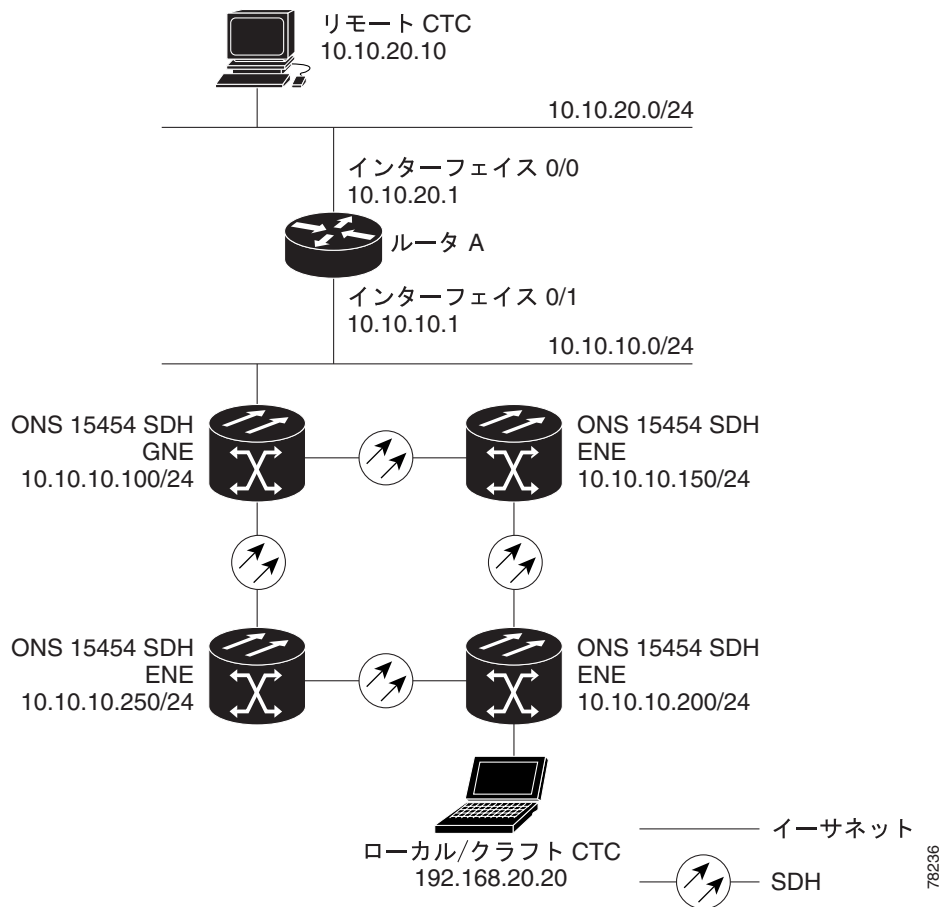 リモート CTC
10.10.20.10
10.10.20.0/24
インターフェイス 0/0
10.10.20.1
ルータ A
インターフェイス 0/1
10.10.10.1
10.10.10.0/24
ONS 15454 SDH
GNE
10.10.10.100/24
ONS 15454 SDH
ENE
10.10.10.150/24
ONS 15454 SDH
ENE
10.10.10.250/24
ONS 15454 SDH
ENE
10.10.10.200/24
ローカル/クラフト CTC
192.168.20.20
イーサネット
SDH
78236